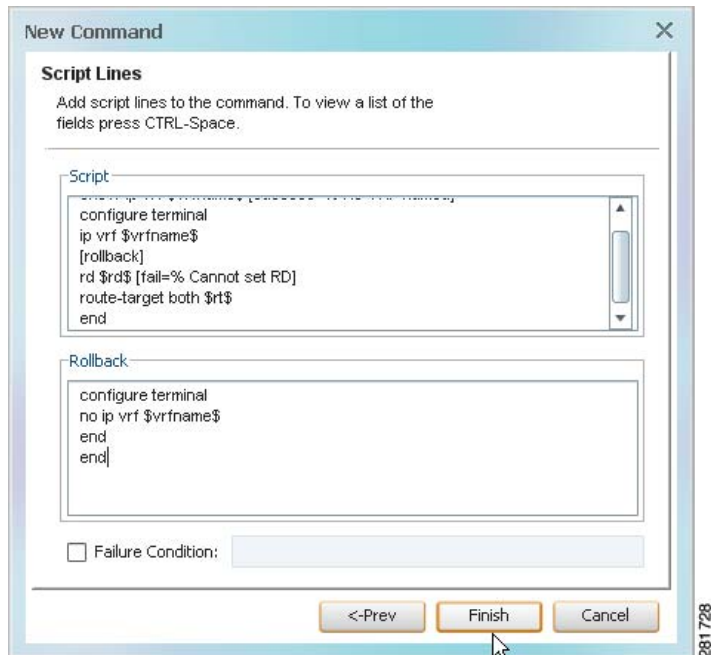 New Command
Script Lines
Add script lines to the command. To view a list of the
fields press CTRL-Space.
Script
configure terminal
ip vrf $vrfname$
[rollback]
rd $rd$ [fail=% Cannot set RD]
route-target both $rt$
end
Rollback
configure terminal
no ip vrf $vrfname$
end
end
Failure Condition:
<-Prev
Finish
Cancel
281728